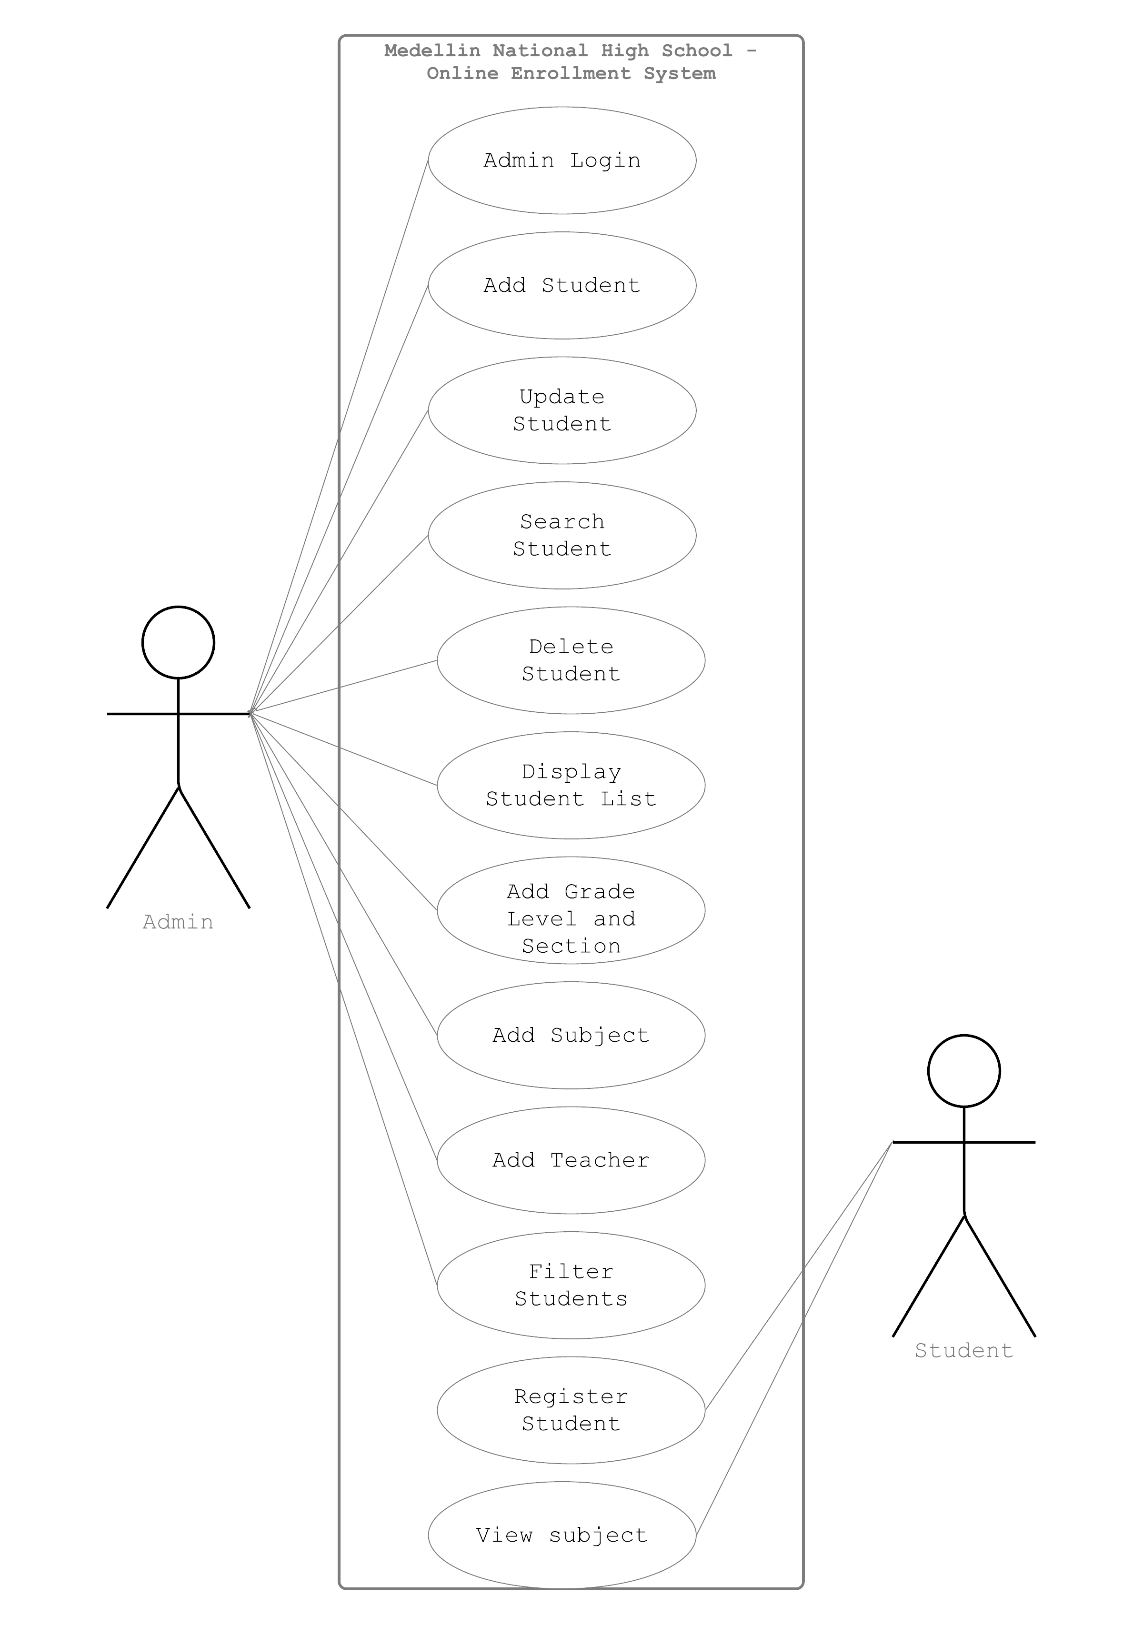 Medellin National High School -
Online Enrollment System
Admin Login
Add Student
Update
Student
Search
Student
Delete
Student
Display
Student List
Add Grade
Level and
Section
Admin
Add Subject
Add Teacher
Filter
Students
Student
Register
Student
View subject